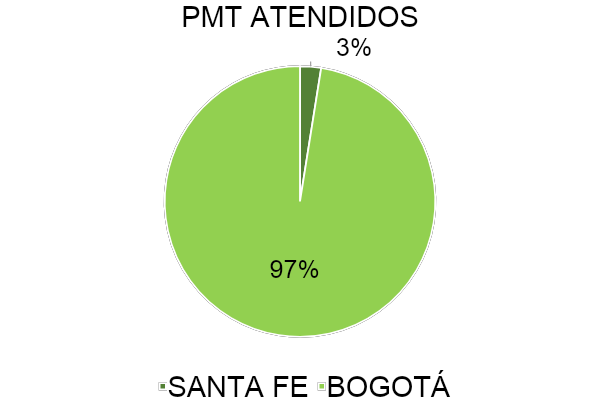 PMT ATENDIDOS
3%
97%
SANTA FE BOGOTÁ